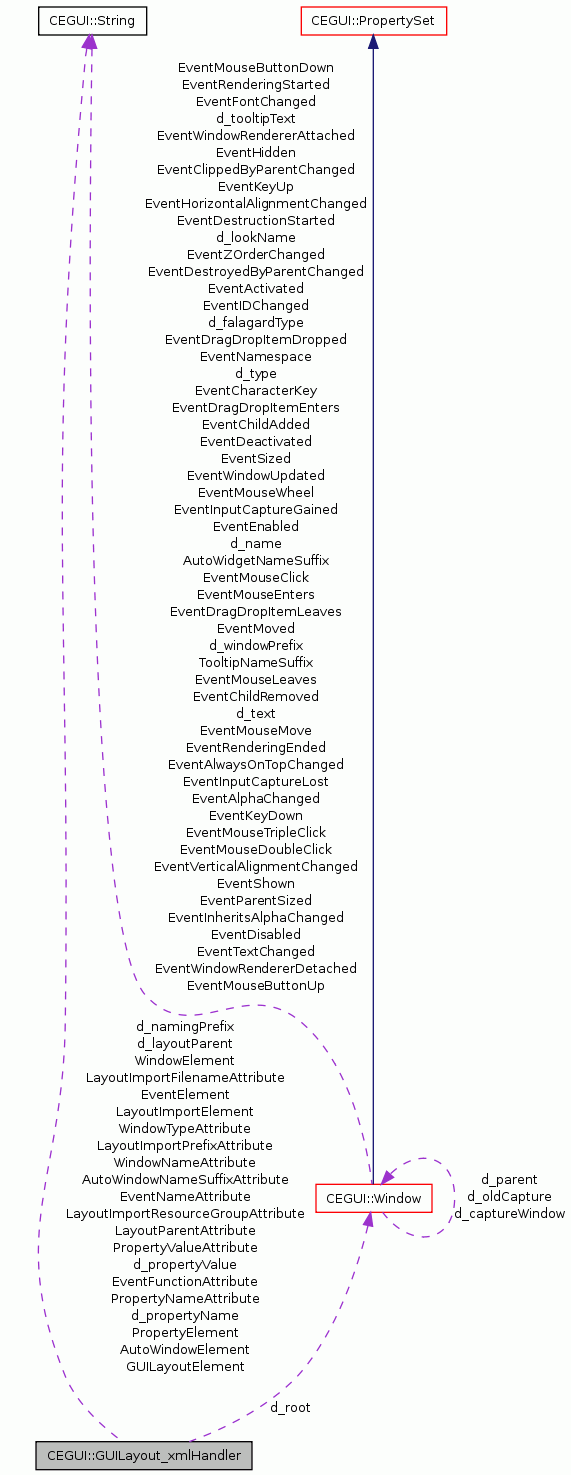 CEGUI::String
CEGUI::PropertySet
EventMouseButtonDown
EventRenderingStarted
EventFontChanged
d_tooltipText
EventWindowRendererAttached
EventHidden
EventClippedByParentChanged
EventKeyUp
EventHorizontalAlignmentChanged
EventDestructionStarted
d_lookName
EventZOrderChanged
EventDestroyedByParentChanged
EventActivated
EventIDChanged
d_falagardType
EventDragDropItemDropped
EventNamespace
d_type
EventCharacterKey
EventDragDropItemEnters
EventChildAdded
EventDeactivated
EventSized
EventWindowUpdated
EventMouseWheel
EventInputCaptureGained
EventEnabled
d_name
AutoWidgetNameSuffix
EventMouseClick
EventMouseEnters
EventDragDropItemLeaves
EventMoved
d_windowPrefix
TooltipNameSuffix
EventMouseLeaves
EventChildRemoved
d_text
EventMouseMove
EventRenderingEnded
EventAlwaysOnTopChanged
EventInputCaptureLost
EventAlphaChanged
EventKeyDown
EventMouseTripleClick
EventMouseDoubleClick
EventVerticalAlignmentChanged
EventShown
EventParentSized
EventInheritsAlphaChanged
EventDisabled
EventTextChanged
EventWindowRendererDetached
EventMouseButtonUp
d_namingPrefix
d_layoutParent
WindowElement
LayoutImportFilenameAttribute
EventElement
LayoutImportElement
WindowTypeAttribute
LayoutImportPrefixAttribute
WindowNameAttribute
AutoWindowNameSuffixAttribute
EventNameAttribute
LayoutImportResourceGroupAttribute
LayoutParentAttribute
PropertyValueAttribute
d_propertyValue
EventFunctionAttribute
PropertyNameAttribute
d_propertyName
PropertyElement
AutoWindowElement
GUILayoutElement
CEGUI::Window
d_parent
d_oldCapture
d_captureWindow
d_root
CEGUI::GUILayout_xmlHandler